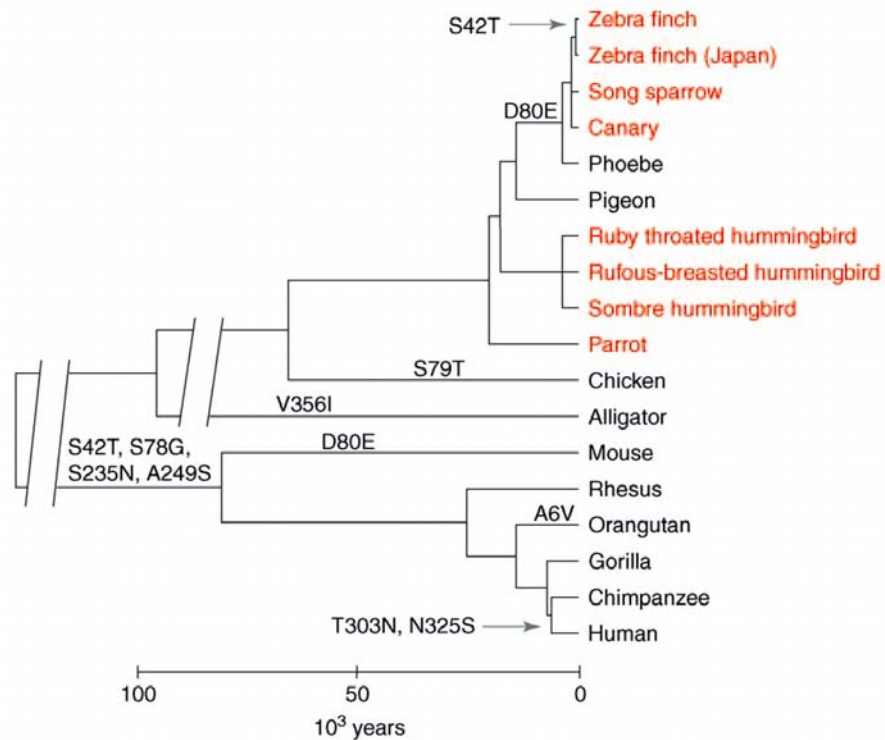 S42T
Zebra finch
Zebra finch (Japan)
Song sparrow
D80E
Canary
Phoebe
Pigeon
Ruby throated hummingbird
Rufous-breasted hummingbird
Sombre hummingbird
Parrot
S79T
Chicken
V356I
Alligator
S42T, S78G,
S235N, A249S
D80E
Mouse
Rhesus
A6V
Orangutan
Gorilla
Chimpanzee
T303N, N325S
Human
100 50 0
10³ years